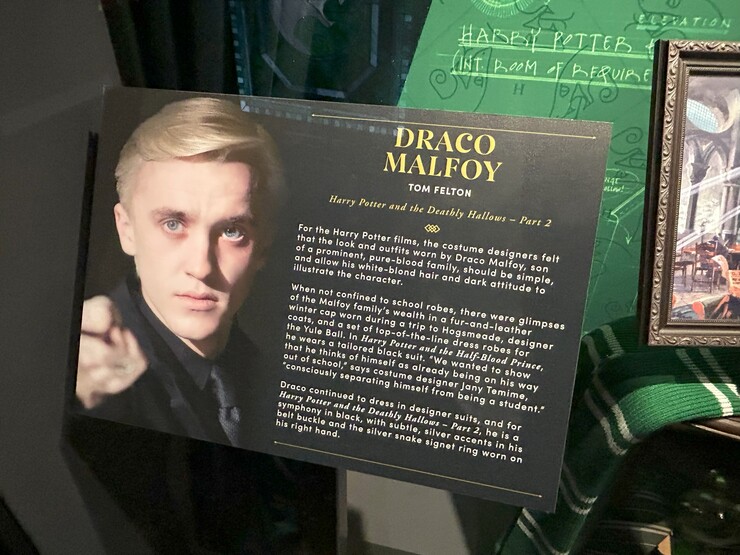 ELEVATION
HARRY POTTER
INT. ROOM OF REQUIRE
DRACO
MALFOY
TOM FELTON
Harry Potter and the Deathly Hallows – Part 2
For the Harry Potter films, the costume designers felt
that the look and outfits worn by Draco Malfoy, son
of a prominent, pure-blood family, should be simple,
and allow his white-blond hair and dark attitude to
illustrate the character.
When not confined to school robes, there were glimpses
of the Malfoy family's wealth in a fur-and-leather
winter cap worn during a trip to Hogsmeade, designer
coats, and a set of top-of-the-line dress robes for
the Yule Ball. In Harry Potter and the Half-Blood Prince,
he wears a tailored black suit. "We wanted to show
that he thinks of himself as already being on his way
out of school," says costume designer Jany Temime,
"consciously separating himself from being a student."
Draco continued to dress in designer suits, and for
Harry Potter and the Deathly Hallows – Part 2, he is a
symphony in black, with subtle, silver accents in his
belt buckle and the silver snake signet ring worn on
his right hand.